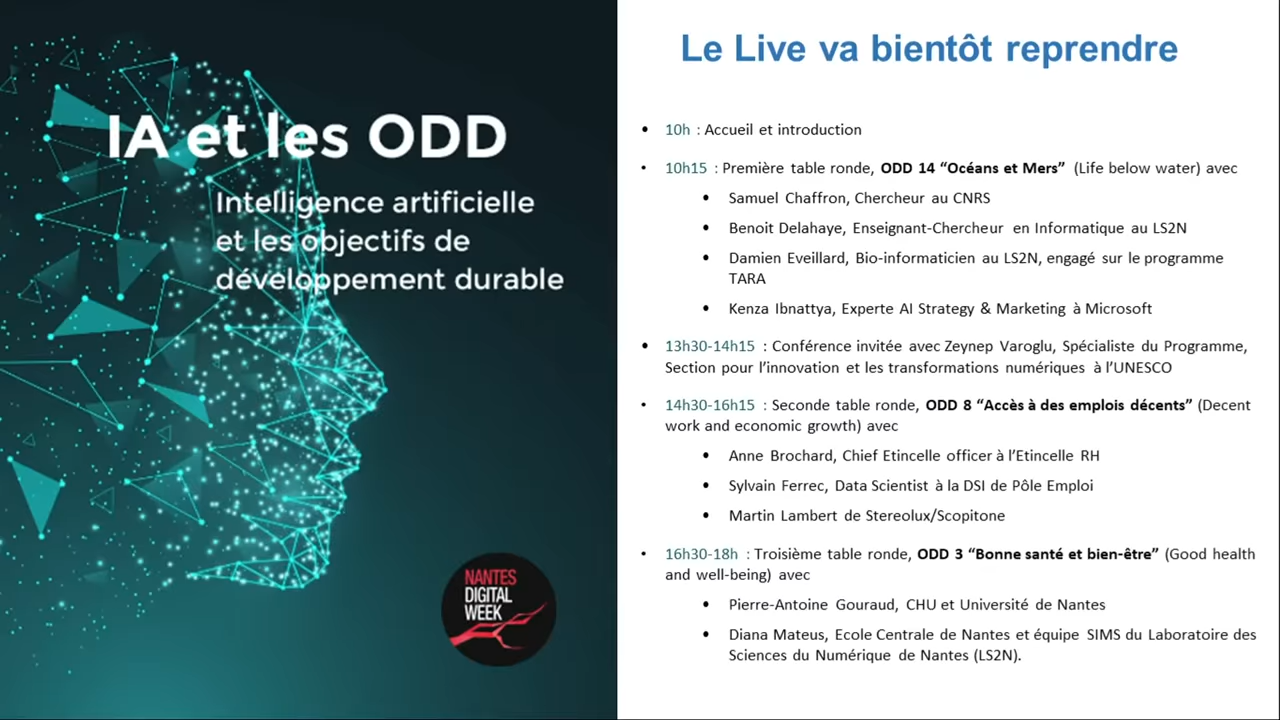 IA et les ODD
Intelligence artificielle
et les objectifs de
développement durable
NANTES
DIGITAL
WEEK
Le Live va bientôt reprendre
• 10h : Accueil et introduction
• 10h15 : Première table ronde, ODD 14 “Océans et Mers” (Life below water) avec
• Samuel Chaffron, Chercheur au CNRS
• Benoit Delahaye, Enseignant-Chercheur en Informatique au LS2N
• Damien Eveillard, Bio-informaticien au LS2N, engagé sur le programme
TARA
• Kenza Ibnattya, Experte AI Strategy & Marketing à Microsoft
• 13h30-14h15 : Conférence invitée avec Zeynep Varoglu, Spécialiste du Programme,
Section pour l’innovation et les transformations numériques à l’UNESCO
• 14h30-16h15 : Seconde table ronde, ODD 8 “Accès à des emplois décents” (Decent
work and economic growth) avec
• Anne Brochard, Chief Etincelle officer à l’Etincelle RH
• Sylvain Ferrec, Data Scientist à la DSI de Pôle Emploi
• Martin Lambert de Stereolux/Scopitone
• 16h30-18h : Troisième table ronde, ODD 3 “Bonne santé et bien-être” (Good health
and well-being) avec
• Pierre-Antoine Gouraud, CHU et Université de Nantes
• Diana Mateus, Ecole Centrale de Nantes et équipe SIMS du Laboratoire des
Sciences du Numérique de Nantes (LS2N).